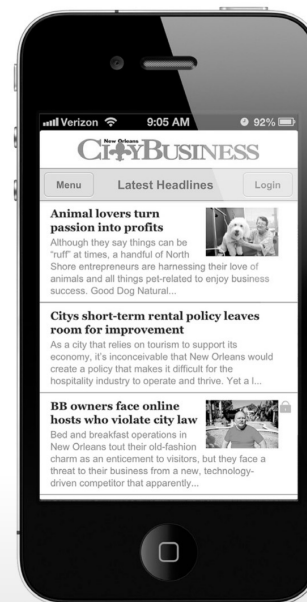 Verizon 9:05 AM 92%
New Orleans
CITYBUSINESS
Menu Latest Headlines Login
Animal lovers turn
passion into profits
Although they say things can be
"ruff" at times, a handful of North
Shore entrepreneurs are harnessing their love of
animals and all things pet-related to enjoy business
success. Good Dog Natural...
Citys short-term rental policy leaves
room for improvement
As a city that relies on tourism to support its
economy, it's inconceivable that New Orleans would
create a policy that makes it difficult for the
hospitality industry to operate and thrive. Yet a l...
BB owners face online
hosts who violate city law
Bed and breakfast operations in
New Orleans tout their old-fashion
charm as an enticement to visitors, but they face a
threat to their business from a new, technology-
driven competitor that apparently...